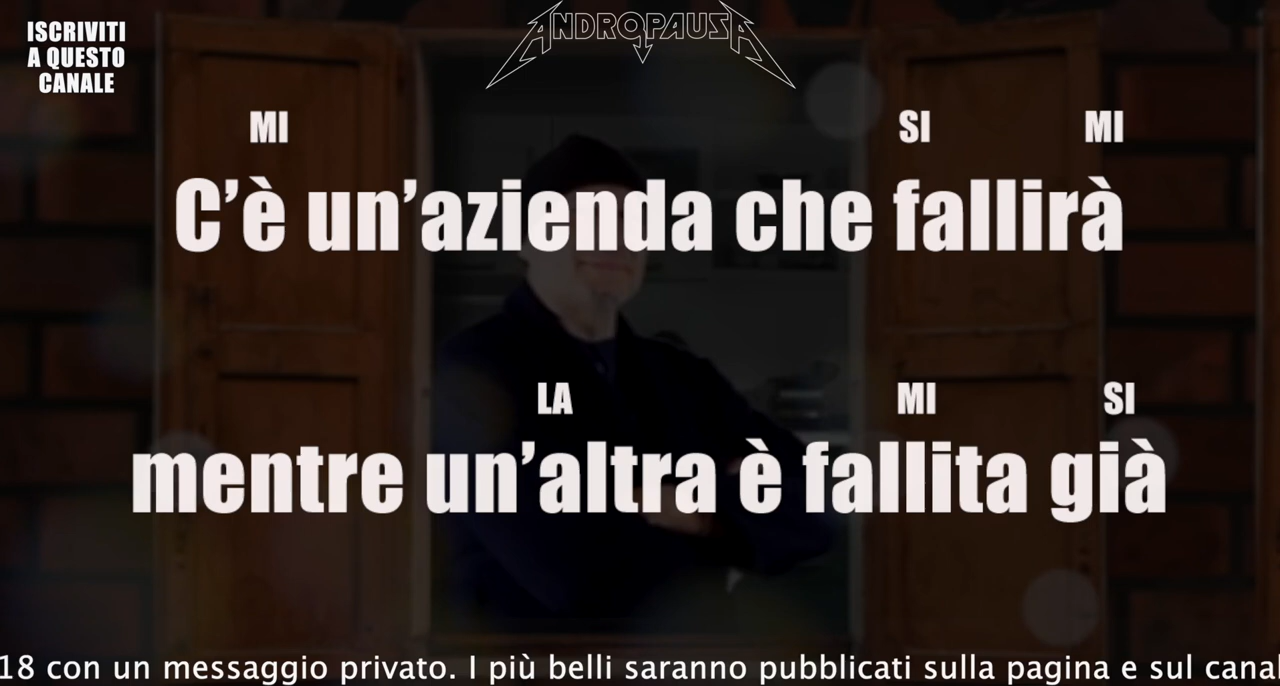 ISCRIVITI
A QUESTO
CANALE
ANDROPAUSA
MI SI MI
C’è un’azienda che fallirà
LA MI SI
mentre un’altra è fallita già
18 con un messaggio privato. I più belli saranno pubblicati sulla pagina e sul canal